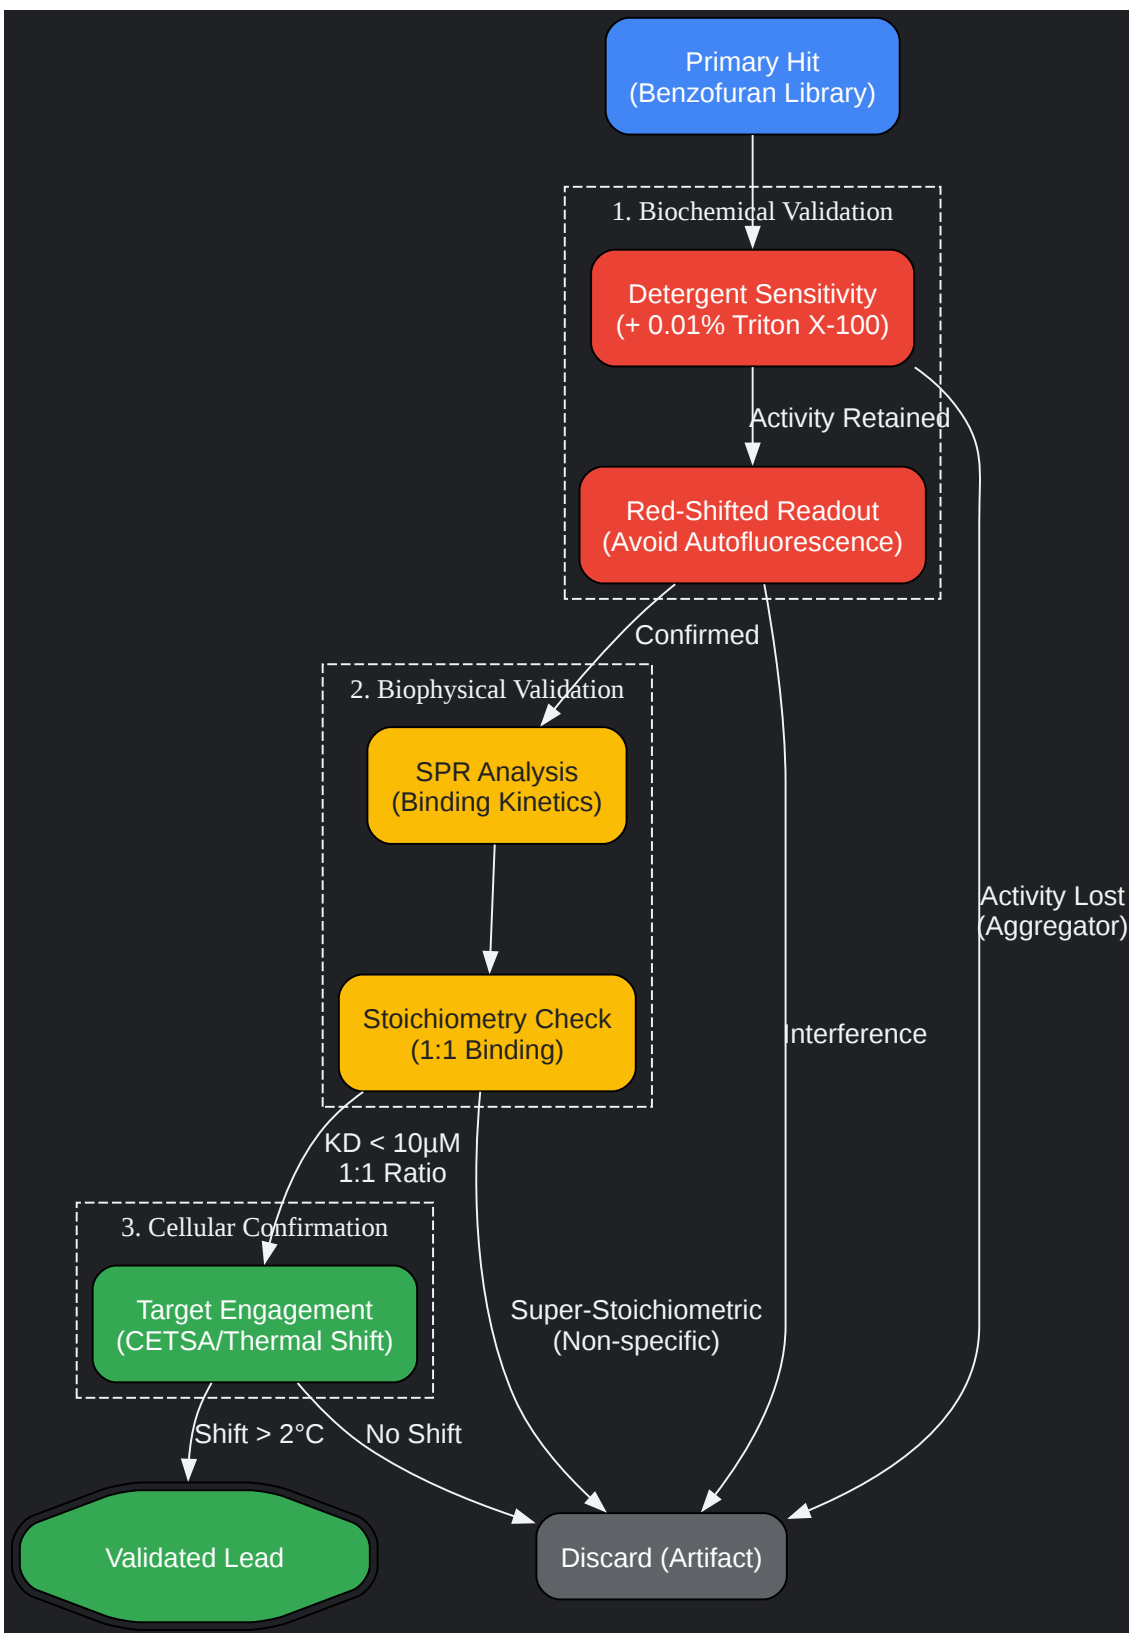 Primary Hit
(Benzofuran Library)
1. Biochemical Validation
Detergent Sensitivity
(+ 0.01% Triton X-100)
Activity Retained
Red-Shifted Readout
(Avoid Autofluorescence)
Confirmed
2. Biophysical Validation
SPR Analysis
(Binding Kinetics)
Activity Lost
(Aggregator)
Stoichiometry Check
(1:1 Binding)
Interference
KD < 10µM
1:1 Ratio
3. Cellular Confirmation
Target Engagement
(CETSA/Thermal Shift)
Super-Stoichiometric
(Non-specific)
Shift > 2°C
No Shift
Validated Lead
Discard (Artifact)